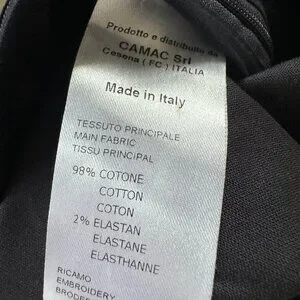 Prodotto e distribuito da
CAMAC Srl
Cesena ( FC ) ITALIA
Made in Italy
TESSUTO PRINCIPALE
MAIN FABRIC
TISSU PRINCIPAL
98% COTONE
COTTON
COTON
2% ELASTAN
ELASTANE
ELASTHANNE
RICAMO
EMBROIDERY